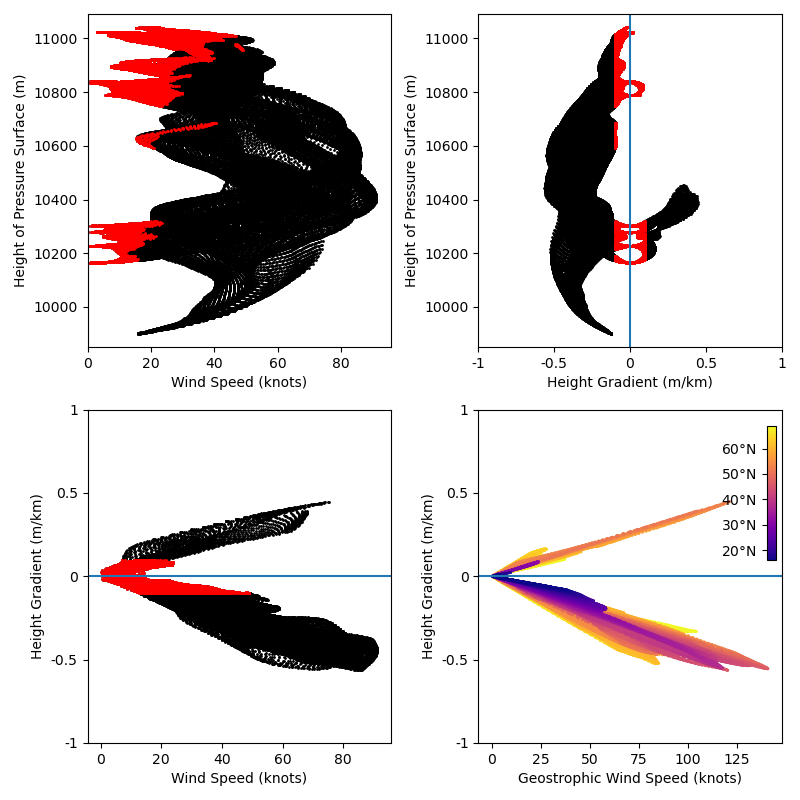 11000
10800
10600
10400
10200
10000
Height of Pressure Surface (m)
0 20 40 60 80
Wind Speed (knots)
11000
10800
10600
10400
10200
10000
Height of Pressure Surface (m)
-1 -0.5 0 0.5 1
Height Gradient (m/km)
1
0.5
0
-0.5
-1
Height Gradient (m/km)
0 20 40 60 80
Wind Speed (knots)
1
0.5
0
-0.5
-1
Height Gradient (m/km)
60°N
50°N
40°N
30°N
20°N
0 25 50 75 100 125
Geostrophic Wind Speed (knots)